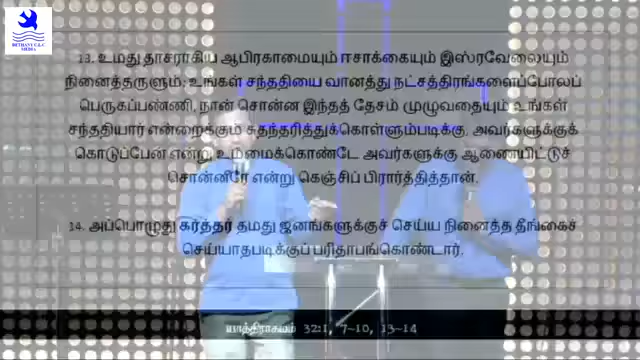 BETHANY C.L.C
MEDIA
13. உமது தாசராகிய ஆபிரகாமையும் ஈசாக்கையும் இஸ்ரவேலையும்
நினைத்தருளும்; உங்கள் சந்ததியை வானத்து நட்சத்திரங்களைப்போலப்
பெருகப்பண்ணி, நான் சொன்ன இந்தத் தேசம் முழுவதையும் உங்கள்
சந்ததியார் என்றைக்கும் சுதந்தரித்துக்கொள்ளும்படிக்கு, அவர்களுக்குக்
கொடுப்பேன் என்று உம்மைக்கொண்டே அவர்களுக்கு ஆணையிட்டுச்
சொன்னீரே என்று கெஞ்சிப் பிரார்த்தித்தான்.
14. அப்பொழுது கர்த்தர் தமது ஜனங்களுக்குச் செய்ய நினைத்த தீங்கைச்
செய்யாதபடிக்குப் பரிதாபங்கொண்டார்.
யாத்திராகமம் 32:1, 7-10, 13-14